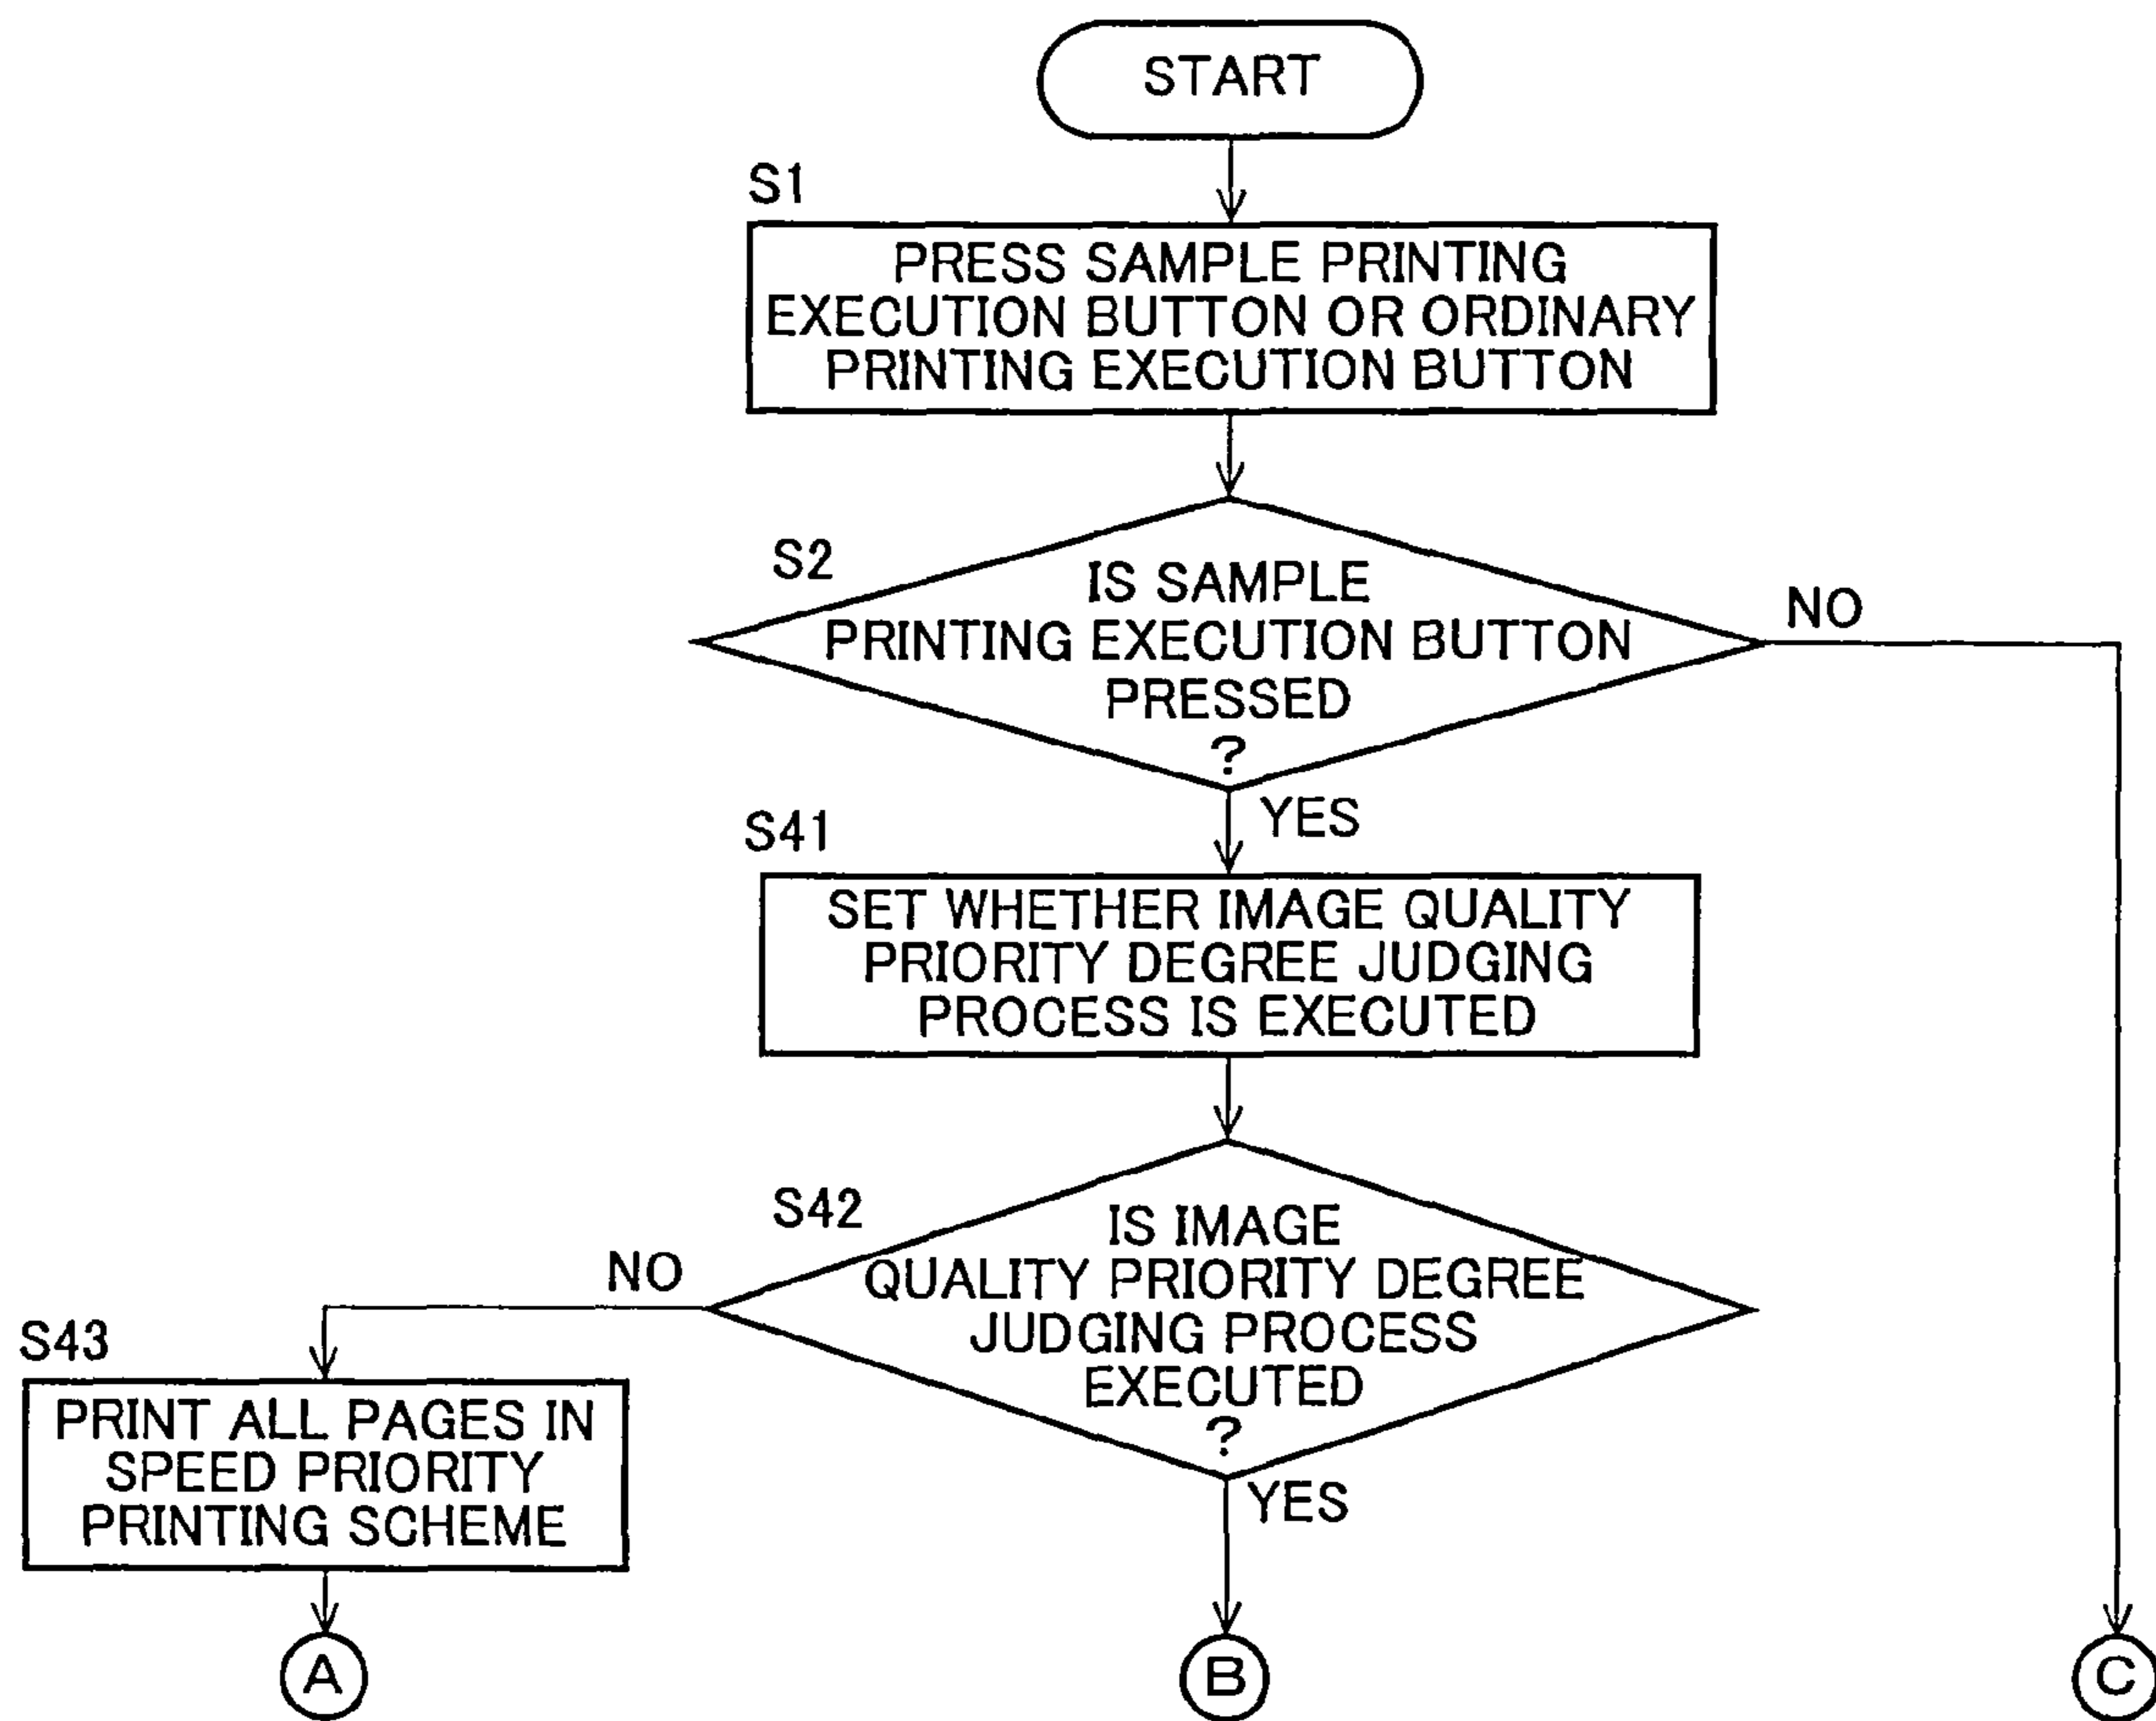 START
S1
PRESS SAMPLE PRINTING
EXECUTION BUTTON OR ORDINARY
PRINTING EXECUTION BUTTON
S2
IS SAMPLE
PRINTING EXECUTION BUTTON
PRESSED
?
NO
YES
S41
SET WHETHER IMAGE QUALITY
PRIORITY DEGREE JUDGING
PROCESS IS EXECUTED
S42
IS IMAGE
QUALITY PRIORITY DEGREE
JUDGING PROCESS
EXECUTED
?
NO
YES
S43
PRINT ALL PAGES IN
SPEED PRIORITY
PRINTING SCHEME
A
B
C